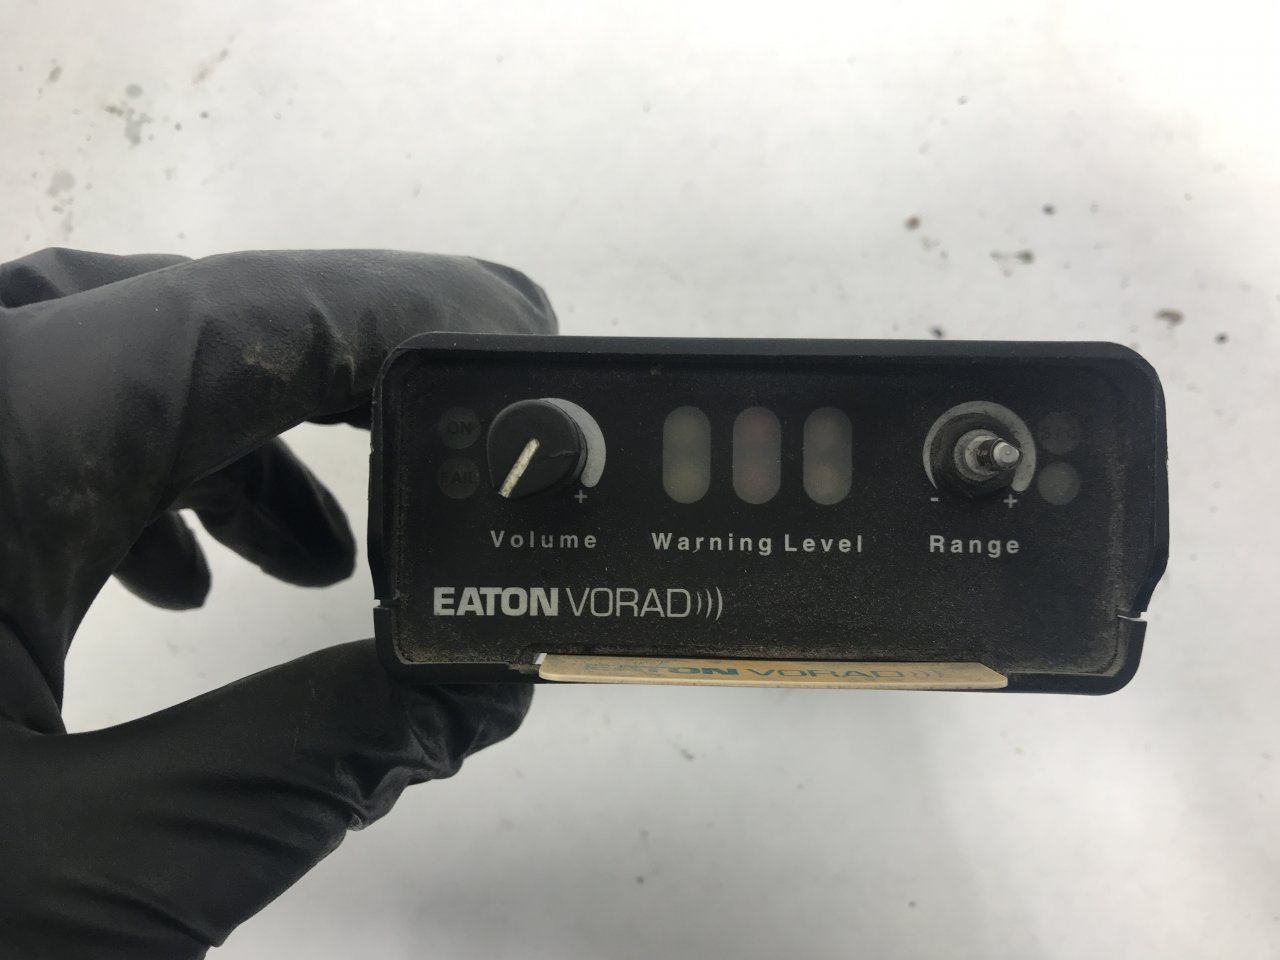 ON
FAIL
- +
+
Volume
Warning Level
Range
EATON VORAD)))
EATON VORAD)))